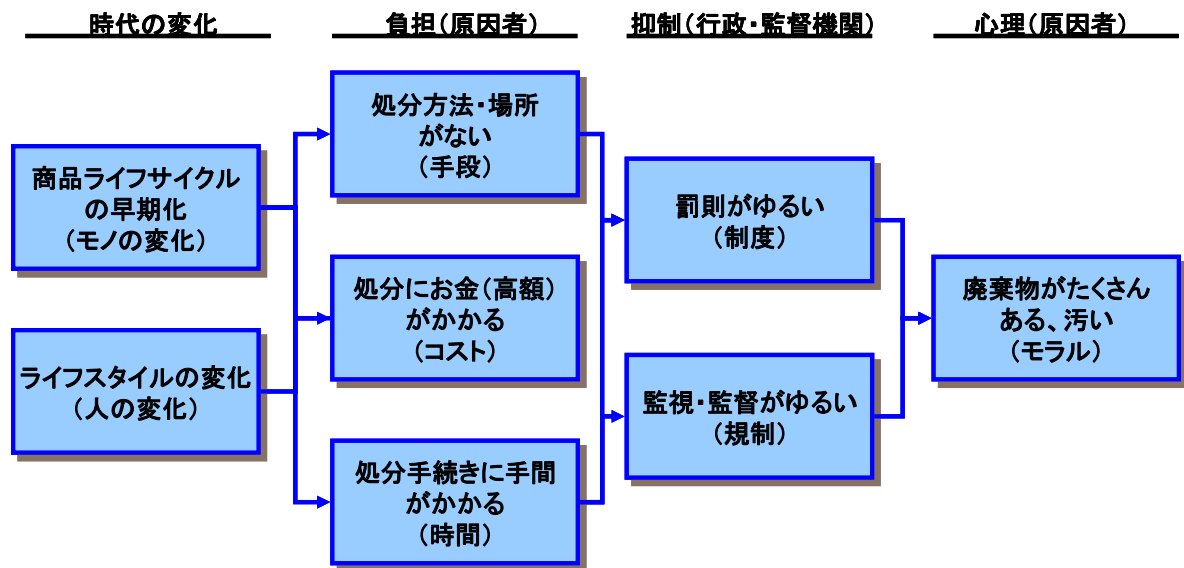 時代の変化
負担（原因者）
抑制（行政・監督機関）
心理（原因者）
商品ライフサイクル
の早期化
（モノの変化）
ライフスタイルの変化
（人の変化）
処分方法・場所
がない
（手段）
処分にお金（高額）
がかかる
（コスト）
処分手続きに手間
がかかる
（時間）
罰則がゆるい
（制度）
監視・監督がゆるい
（規制）
廃棄物がたくさん
ある、汚い
（モラル）